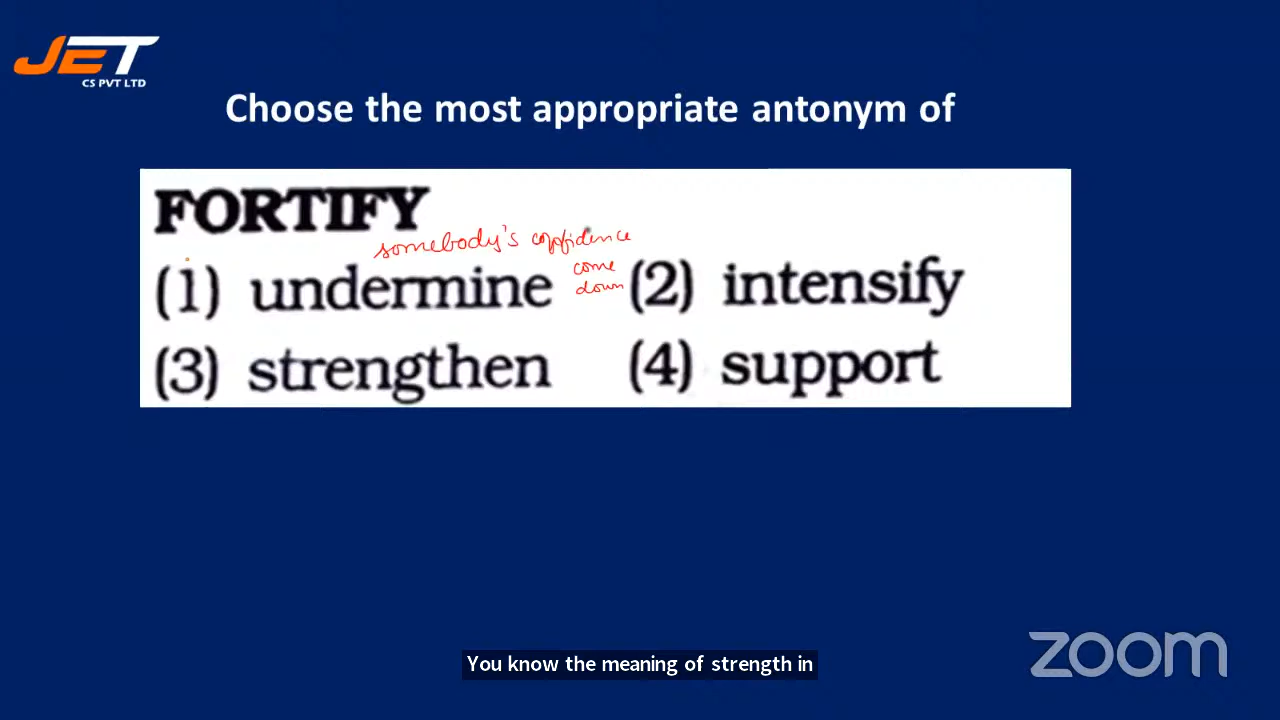 JET
CS PVT LTD
Choose the most appropriate antonym of
FORTIFY
somebody's confidence
come
down
(1) undermine (2) intensify
(3) strengthen (4) support
You know the meaning of strength in
zoom